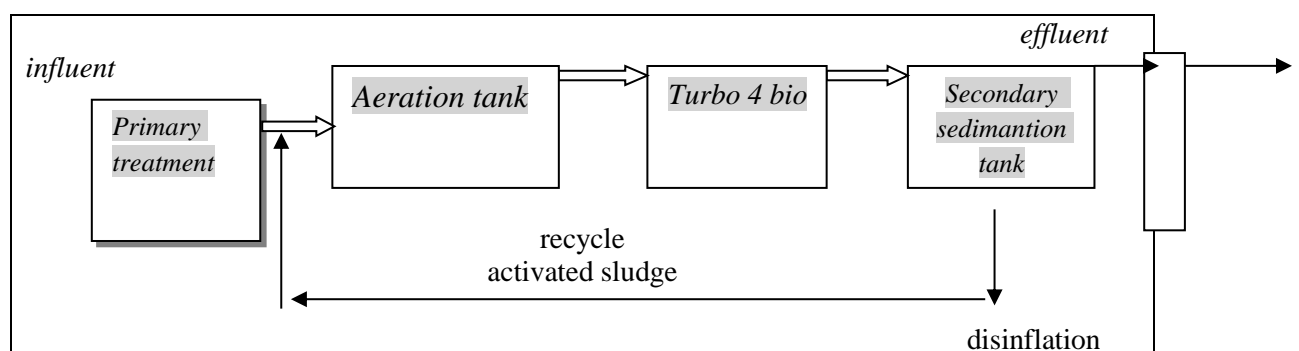 effluent
influent
Primary
treatment
Aeration tank
Turbo 4 bio
Secondary
sedimantion
tank
recycle
activated sludge
disinflation